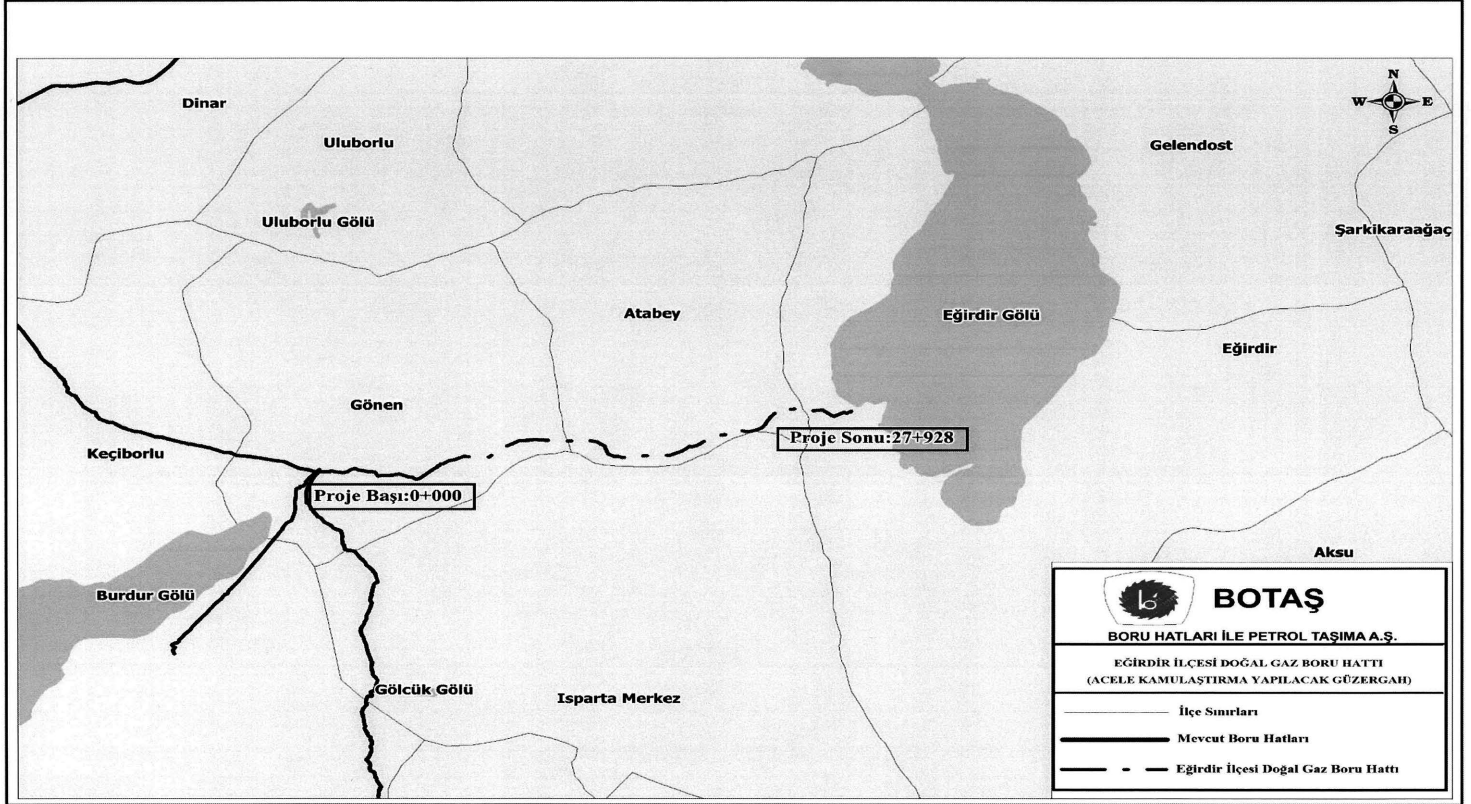 Dinar
Uluborlu
Uluborlu Gölü
Gelendost
Şarkikaraağaç
N
W E
S
Atabey
Eğirdir Gölü
Eğirdir
Gönen
Keçiborlu
Proje Sonu:27+928
Proje Başı:0+000
Burdur Gölü
Aksu
Gölcük Gölü
Isparta Merkez
BOTAŞ
BORU HATLARI İLE PETROL TAŞIMA A.Ş.
EĞİRDİR İLÇESİ DOĞAL GAZ BORU HATTI
(ACELE KAMULAŞTIRMA YAPILACAK GÜZERGAH)
İlçe Sınırları
Mevcut Boru Hatları
Eğirdir İlçesi Doğal Gaz Boru Hattı